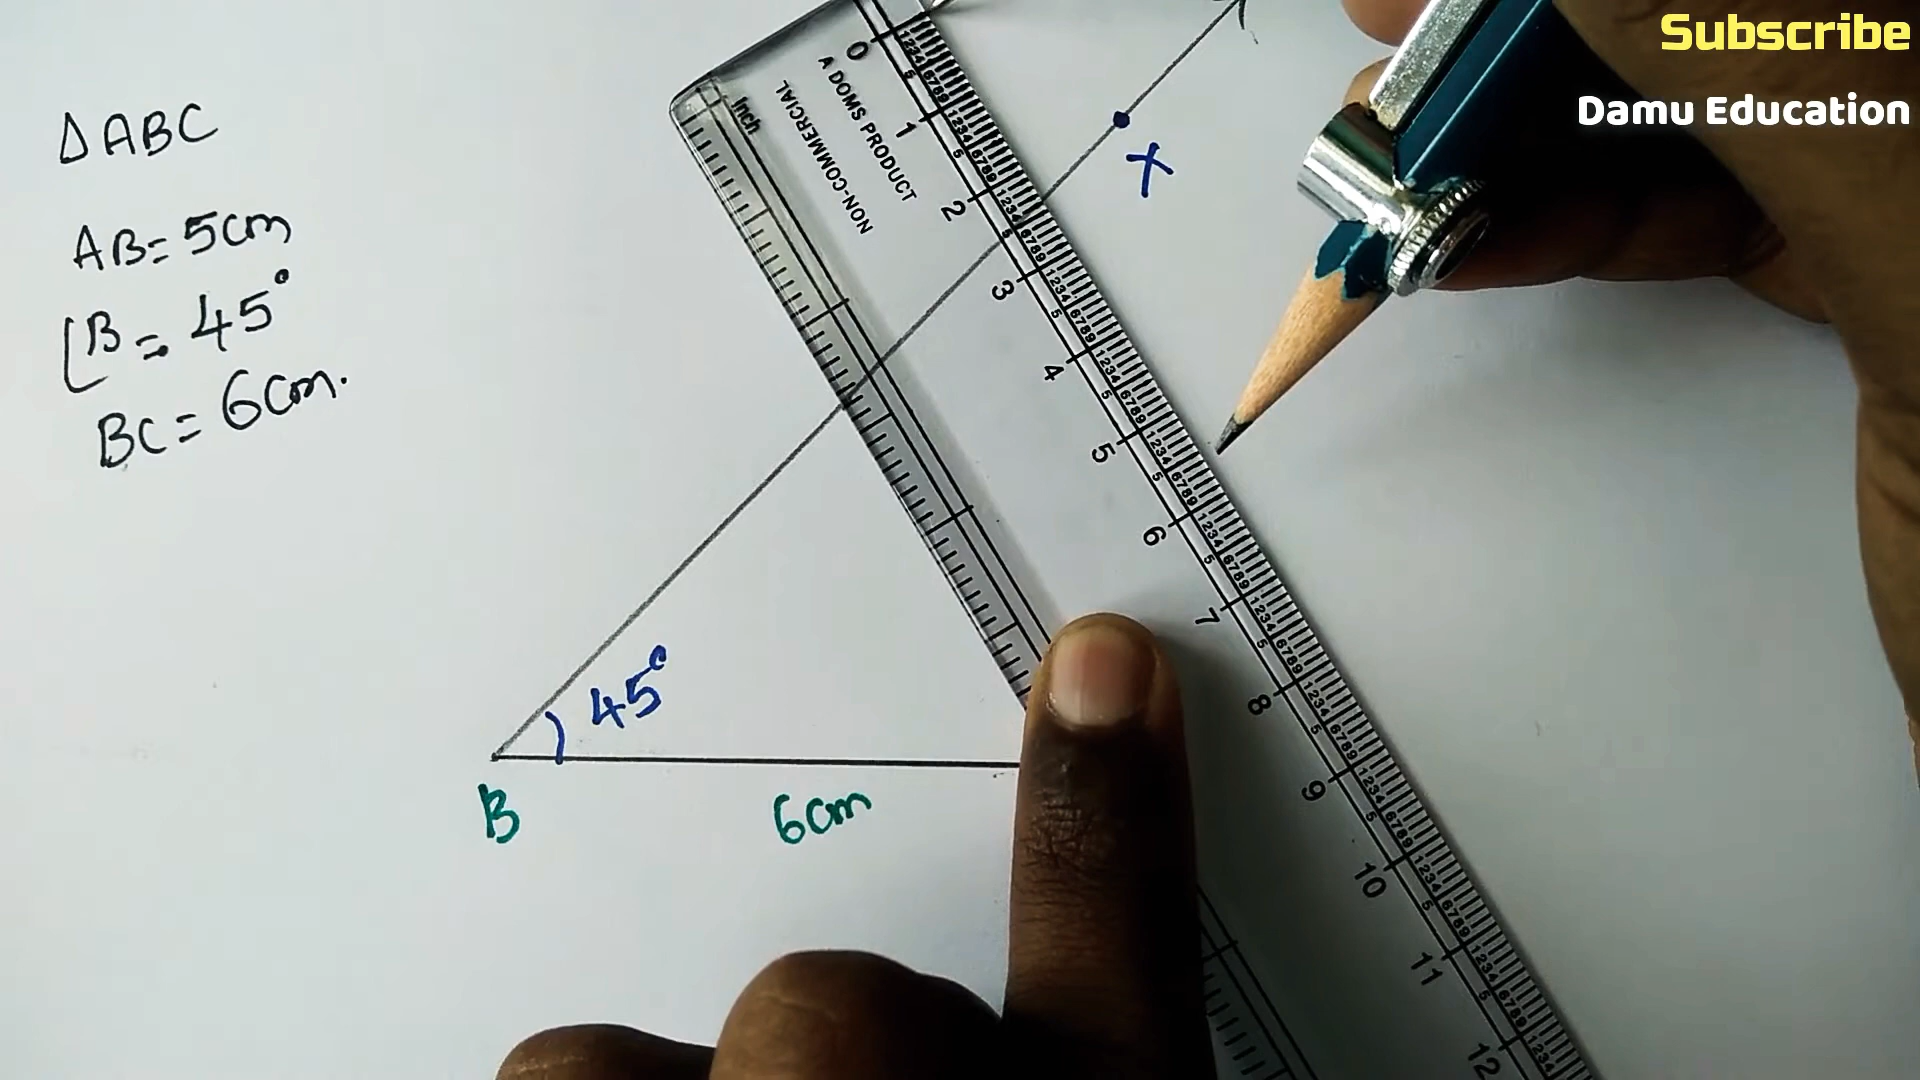 Subscribe
Damu Education
ΔABC
AB = 5cm
∠B = 45°
BC = 6cm.
X
45°
B
6cm
Inch
A DOMS PRODUCT
NON-COMMERCIAL
0 1 2 3 4 5 6 7 8 9 10 11 12